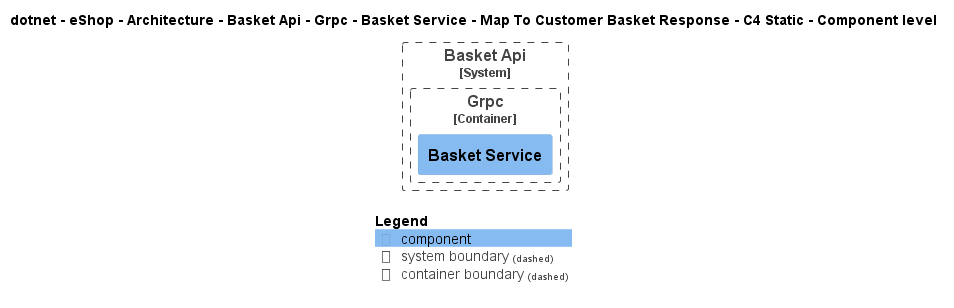 dotnet - eShop - Architecture - Basket Api - Grpc - Basket Service - Map To Customer Basket Response - C4 Static - Component level
Basket Api
[System]
Grpc
[Container]
Basket Service
Legend
component
system boundary (dashed)
container boundary (dashed)